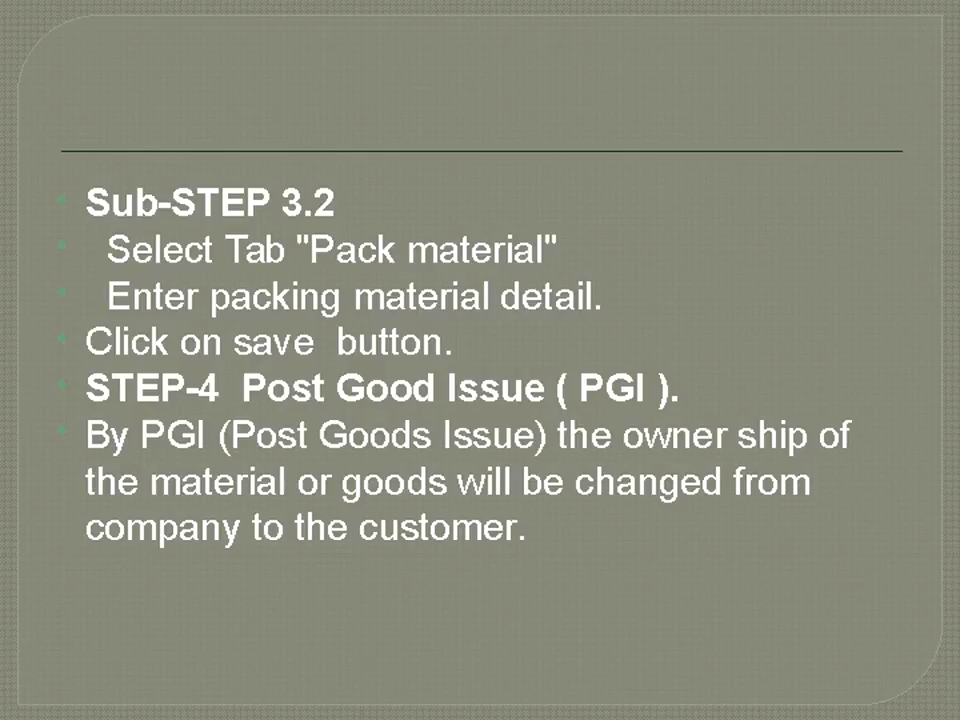 Sub-STEP 3.2
Select Tab "Pack material"
Enter packing material detail.
Click on save  button.
STEP-4  Post Good Issue ( PGI ).
By PGI (Post Goods Issue) the owner ship of
the material or goods will be changed from
company to the customer.